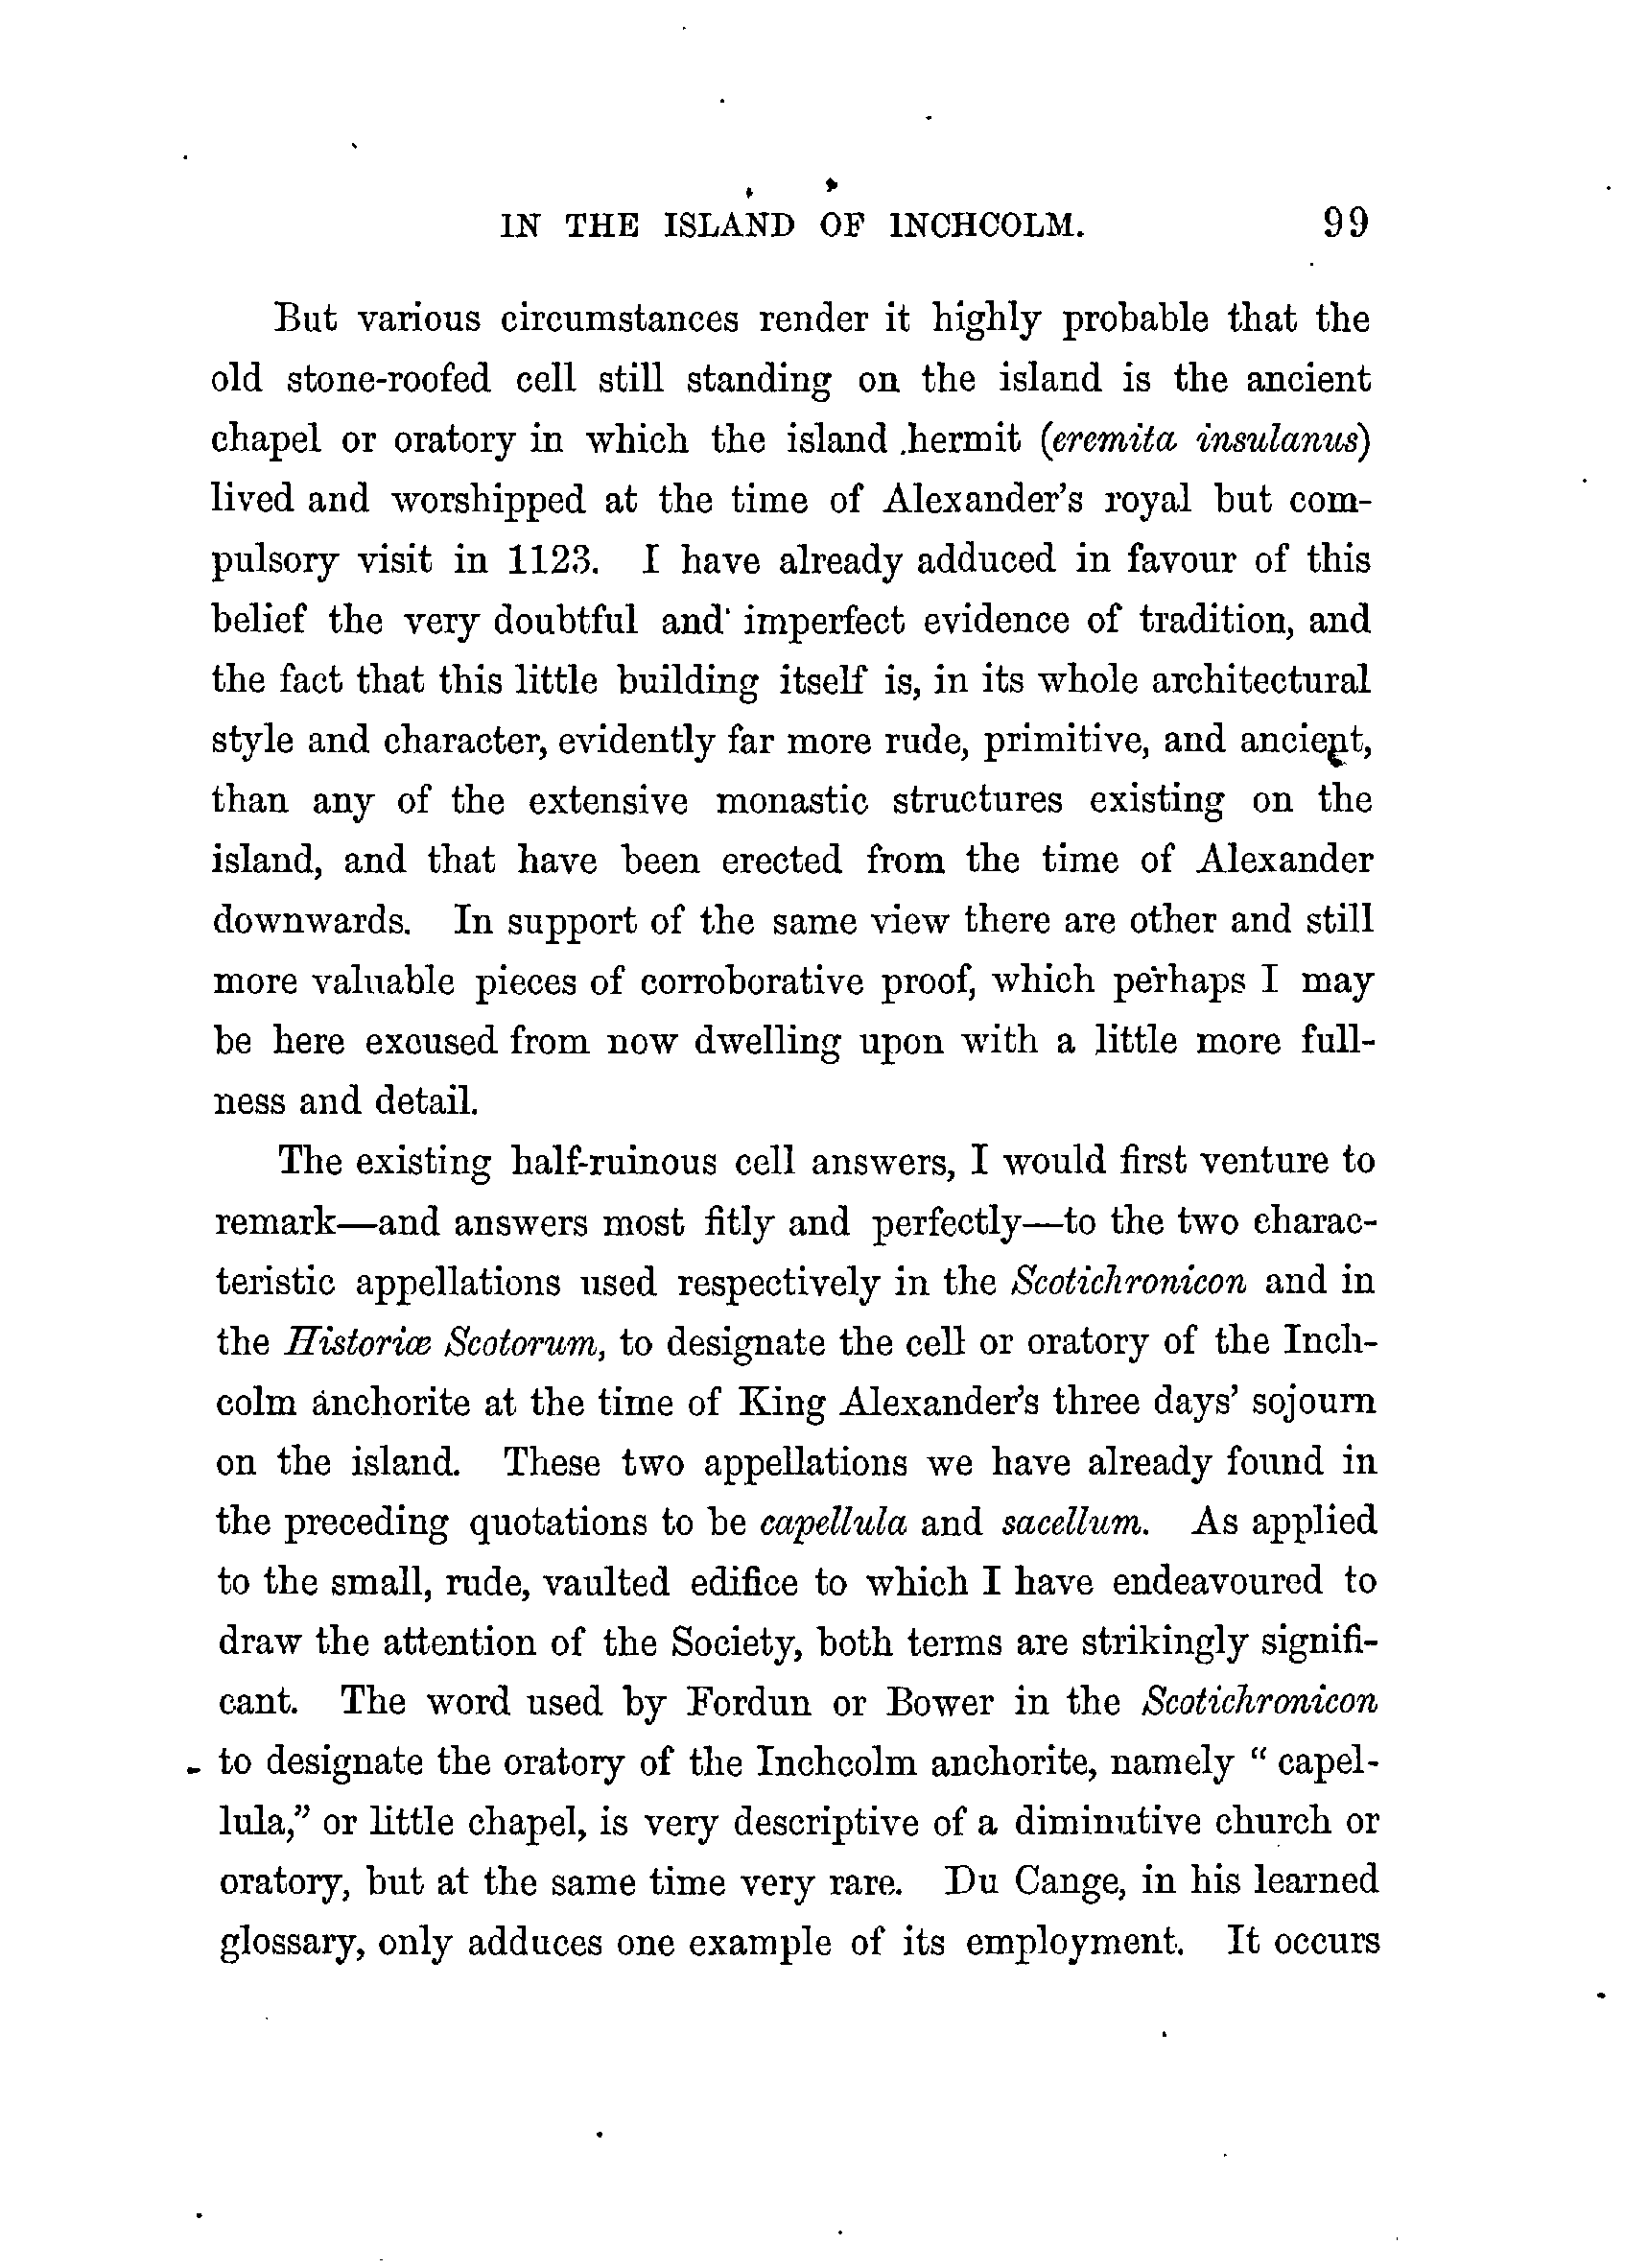 IN THE ISLAND OF INCHCOLM. 99
But various circumstances render it highly probable that the
old stone-roofed cell still standing on the island is the ancient
chapel or oratory in which the island hermit (eremita insulanus)
lived and worshipped at the time of Alexander's royal but com-
pulsory visit in 1123. I have already adduced in favour of this
belief the very doubtful and imperfect evidence of tradition, and
the fact that this little building itself is, in its whole architectural
style and character, evidently far more rude, primitive, and ancient,
than any of the extensive monastic structures existing on the
island, and that have been erected from the time of Alexander
downwards. In support of the same view there are other and still
more valuable pieces of corroborative proof, which perhaps I may
be here excused from now dwelling upon with a little more full-
ness and detail.
The existing half-ruinous cell answers, I would first venture to
remark—and answers most fitly and perfectly—to the two charac-
teristic appellations used respectively in the Scotichronicon and in
the Historiæ Scotorum, to designate the cell or oratory of the Inch-
colm anchorite at the time of King Alexander's three days' sojourn
on the island. These two appellations we have already found in
the preceding quotations to be capellula and sacellum. As applied
to the small, rude, vaulted edifice to which I have endeavoured to
draw the attention of the Society, both terms are strikingly signifi-
cant. The word used by Fordun or Bower in the Scotichronicon
to designate the oratory of the Inchcolm anchorite, namely "capel-
lula," or little chapel, is very descriptive of a diminutive church or
oratory, but at the same time very rare. Du Cange, in his learned
glossary, only adduces one example of its employment. It occurs